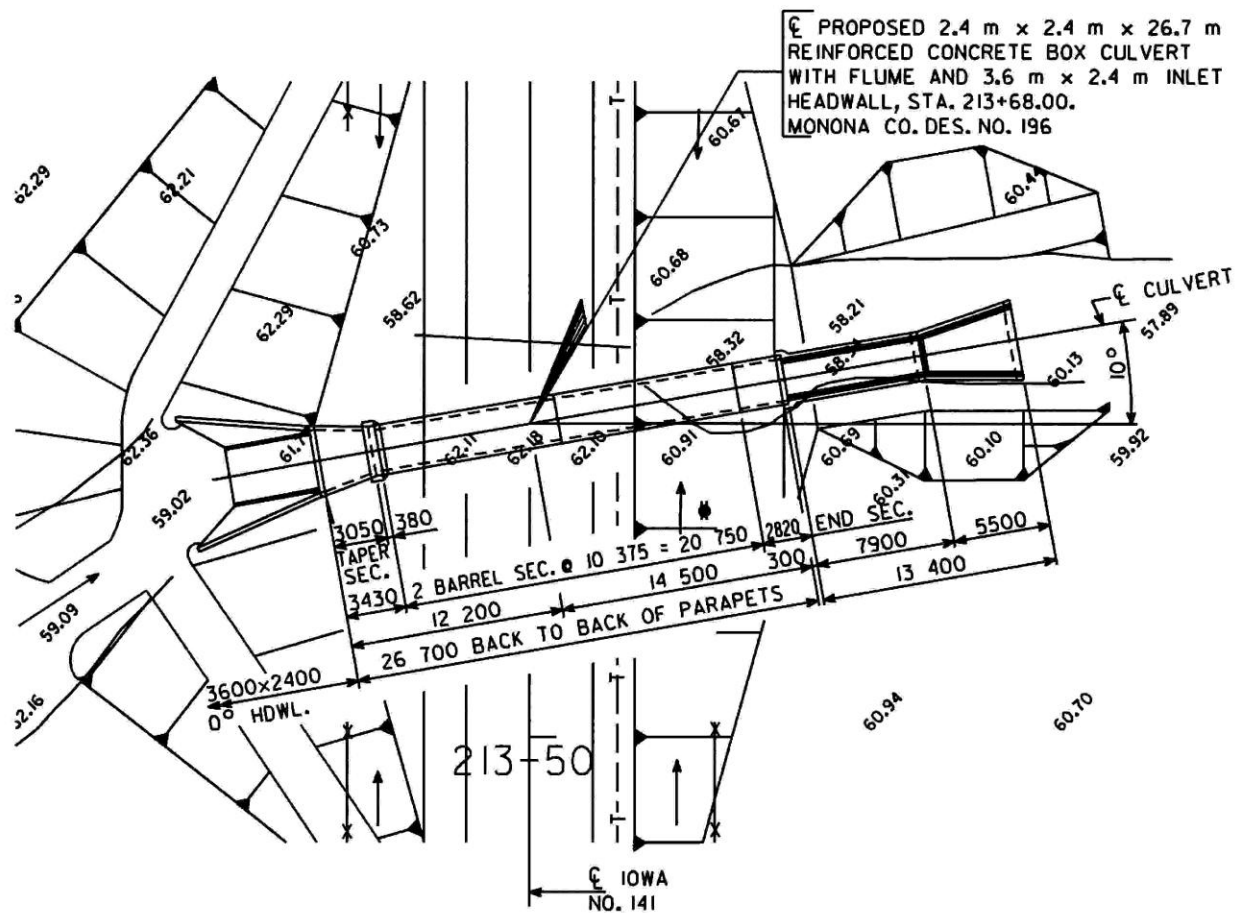 ℄ PROPOSED 2.4 m x 2.4 m x 26.7 m
REINFORCED CONCRETE BOX CULVERT
WITH FLUME AND 3.6 m x 2.4 m INLET
HEADWALL, STA. 213+68.00.
MONONA CO. DES. NO. 196
60.67
62.29
62.21
60.44
60.73
60.68
62.29
58.62
58.21
℄ CULVERT
57.89
58.32
60.13
10°
62.36
61.1
62.11
62.18
62.10
60.91
60.69
60.10
59.92
60.31
59.02
3050
380
TAPER
SEC.
2 BARREL SEC. @ 10 375 = 20 750
2820
END SEC.
7900
5500
3430
12 200
14 500
300
13 400
26 700 BACK TO BACK OF PARAPETS
59.09
3600x2400
0° HDWL.
60.94
60.70
213+50
℄ IOWA
NO. 141